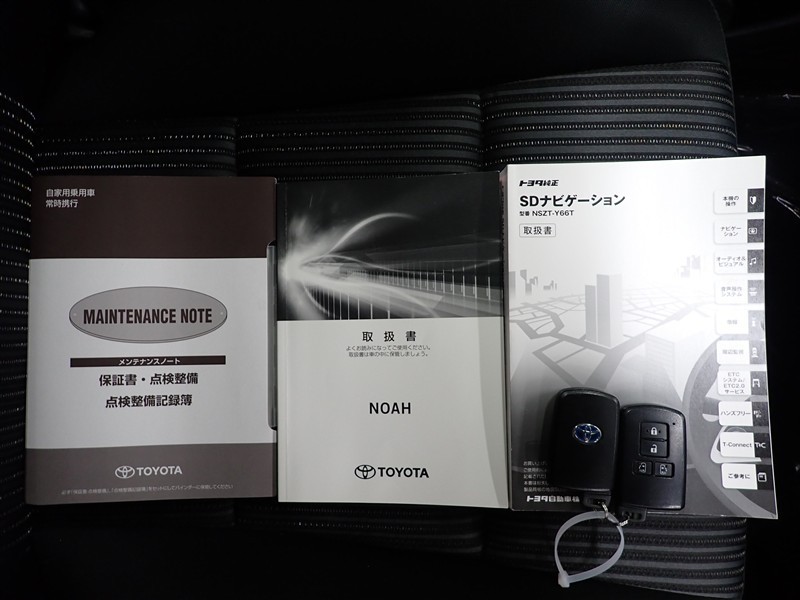 自家用乗用車
常時携行
MAINTENANCE NOTE
メンテナンスノート
保証書・点検整備
点検整備記録簿
TOYOTA
取扱書
よくお読みになってご使用ください。
取扱書は車の中に保管しましょう。
NOAH
TOYOTA
トヨタ純正
SDナビゲーション
型番 NSZT-Y66T
取扱書
本機の
操作
ナビゲー
ション
オーディオ&
ビジュアル
音声操作
システム
情報
ETC
システム/
ETC2.0
サービス
ハンズフリー
T-Connect
ご参考に
トヨタ自動車